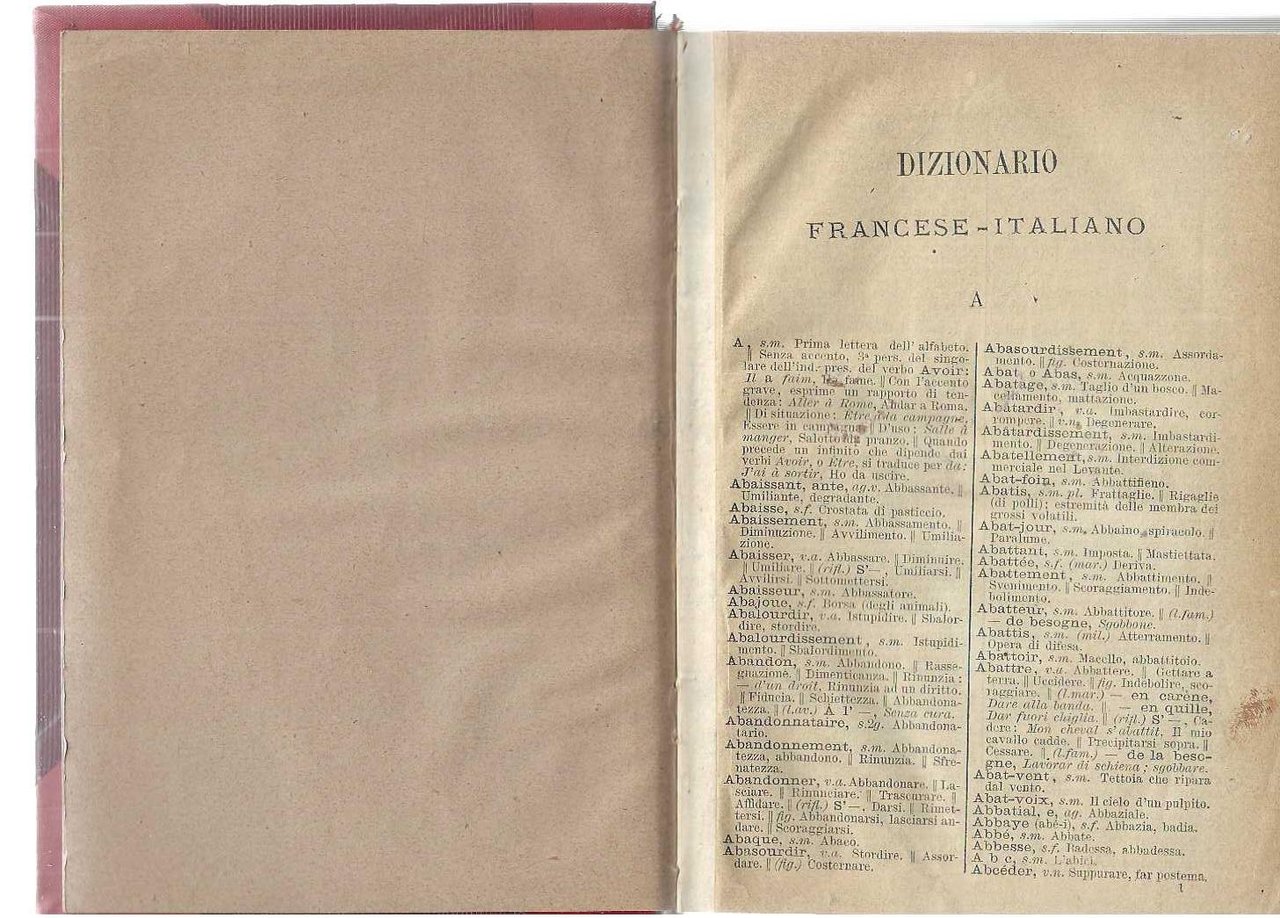 DIZIONARIO
FRANCESE-ITALIANO
A
A, s.m. Prima lettera dell'alfabeto.
‖ Senza accento, 3ª pers. del singo-
lare dell'ind. pres. del verbo Avoir:
Il a faim, fame. ‖ Con l'accento
grave, esprime un rapporto di ten-
denza: Aller à Rome, Andar a Roma.
‖ Di situazione: Etre à la campagne,
Essere in campagna ‖ D'uso: Salle à
manger, Salotto da pranzo. ‖ Quando
precede un infinito che dipende dai
verbi Avoir, o Etre, si traduce per da:
J'ai à sortir, Ho da uscire.
Abaissant, ante, ag.v. Abbassante. ‖
Umiliante, degradante.
Abaisse, s.f. Crostata di pasticcio.
Abaissement, s.m. Abbassamento. ‖
Diminuzione. ‖ Avvilimento. ‖ Umilia-
zione.
Abaisser, v.a. Abbassare. ‖ Diminuire.
‖ Umiliare. ‖ (rifl.) S'—, Umiliarsi. ‖
Avvilirsi. ‖ Sottomettersi.
Abaisseur, s.m. Abbassatore.
Abajoue, s.f. Borsa (degli animali).
Abalourdir, v.a. Istupidire. ‖ Sbalor-
dire, stordire.
Abalourdissement, s.m. Istupidi-
mento. ‖ Sbalordimento.
Abandon, s.m. Abbandono. ‖ Rasse-
gnazione. ‖ Dimenticanza. ‖ Rinunzia:
— d'un droit, Rinunzia ad un diritto.
‖ Fiducia. ‖ Schiettezza. ‖ Abbandona-
tezza. ‖ (l.av.) À l'—, Senza cura.
Abandonnataire, s.2g. Abbandona-
tario.
Abandonnement, s.m. Abbandona-
tezza, abbandono. ‖ Rinunzia. ‖ Sfre-
natezza.
Abandonner, v.a. Abbandonare. ‖ La-
sciare. ‖ Rinunciare. ‖ Trascurare. ‖
Affidare. ‖ (rifl.) S'—, Darsi. ‖ Rimet-
tersi. ‖ fig. Abbandonarsi, lasciarsi an-
dare. ‖ Scoraggiarsi.
Abaque, s.m. Abaco.
Abasourdir, v.a. Stordire. ‖ Assor-
dare. ‖ (fig.) Costernare.
Abasourdissement, s.m. Assorda-
mento. ‖ fig. Costernazione.
Abat, o Abas, s.m. Acquazzone.
Abatage, s.m. Taglio d'un bosco. ‖ Ma-
cellamento, mattazione.
Abâtardir, v.a. Imbastardire, cor-
rompere. ‖ v.n. Degenerare.
Abâtardissement, s.m. Imbastardi-
mento. ‖ Degenerazione. ‖ Alterazione.
Abatellement, s.m. Interdizione com-
merciale nel Levante.
Abat-foin, s.m. Abbattifieno.
Abatis, s.m. pl. Frattaglie. ‖ Rigaglie
(di polli); estremità delle membra dei
grossi volatili.
Abat-jour, s.m. Abbaino, spiracolo. ‖
Paralume.
Abattant, s.m. Imposta. ‖ Mastiettata.
Abattée, s.f. (mar.) Deriva.
Abattement, s.m. Abbattimento. ‖
Svenimento. ‖ Scoraggiamento. ‖ Inde-
bolimento.
Abatteur, s.m. Abbattitore. ‖ (l.fam.)
— de besogne, Sgobbone.
Abattis, s.m. (mil.) Atterramento. ‖
Opera di difesa.
Abattoir, s.m. Macello, abbattitoio.
Abattre, v.a. Abbattere. ‖ Gettare a
terra. ‖ Uccidere. ‖ fig. Indebolire, sco-
raggiare. ‖ (l.mar.) — en carène,
Dare alla banda. ‖ — en quille,
Dar fuori chiglia. ‖ (rifl.) S'—, Ca-
dere: Mon cheval s'abattit, Il mio
cavallo cadde. ‖ Precipitarsi sopra. ‖
Cessare. ‖ (l.fam.) — de la beso-
gne, Lavorar di schiena; sgobbare.
Abat-vent, s.m. Tettoia che ripara
dal vento.
Abat-voix, s.m. Il cielo d'un pulpito.
Abbatial, e, ag. Abbaziale.
Abbaye (abé-i), s.f. Abbazia, badia.
Abbé, s.m. Abbate.
Abbesse, s.f. Badessa, abbadessa.
A b c, s.m. L'abicì.
Abcéder, v.n. Suppurare, far postema.
1